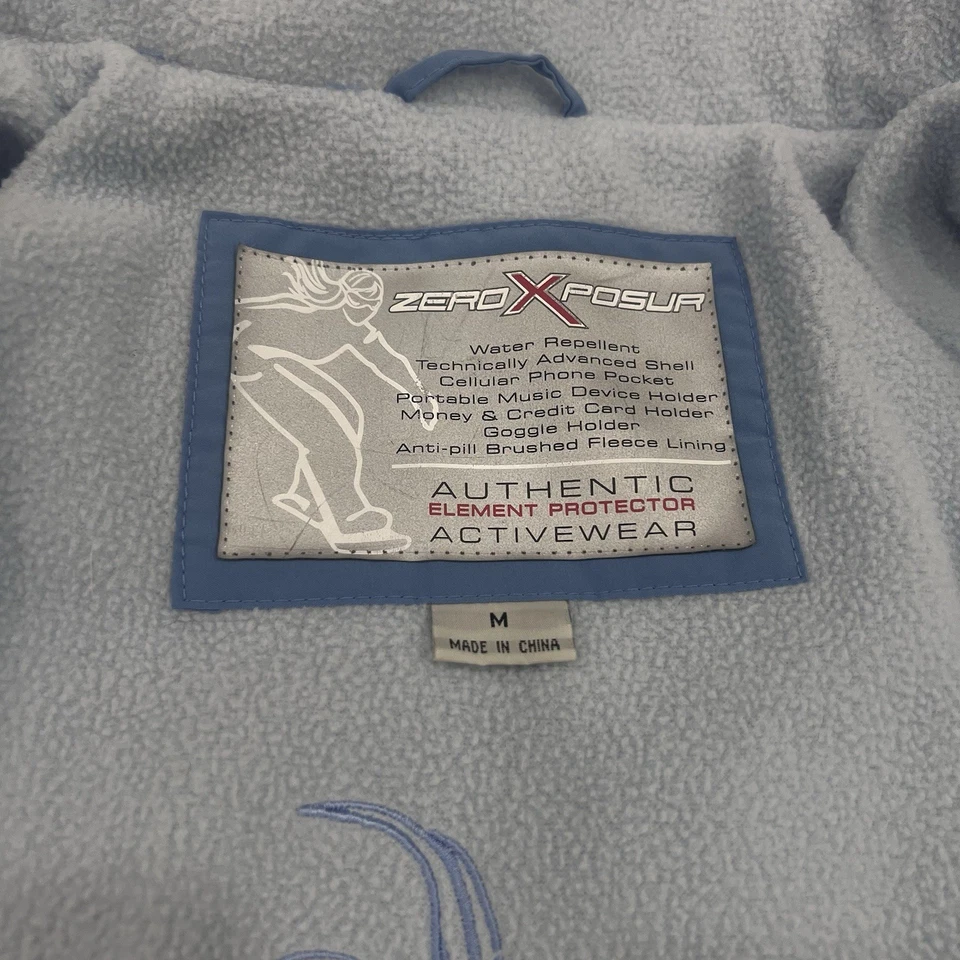 ZEROXPOSUR
Water Repellent
Technically Advanced Shell
Cellular Phone Pocket
Portable Music Device Holder
Money & Credit Card Holder
Goggle Holder
Anti-pill Brushed Fleece Lining
AUTHENTIC
ELEMENT PROTECTOR
ACTIVEWEAR
M
MADE IN CHINA